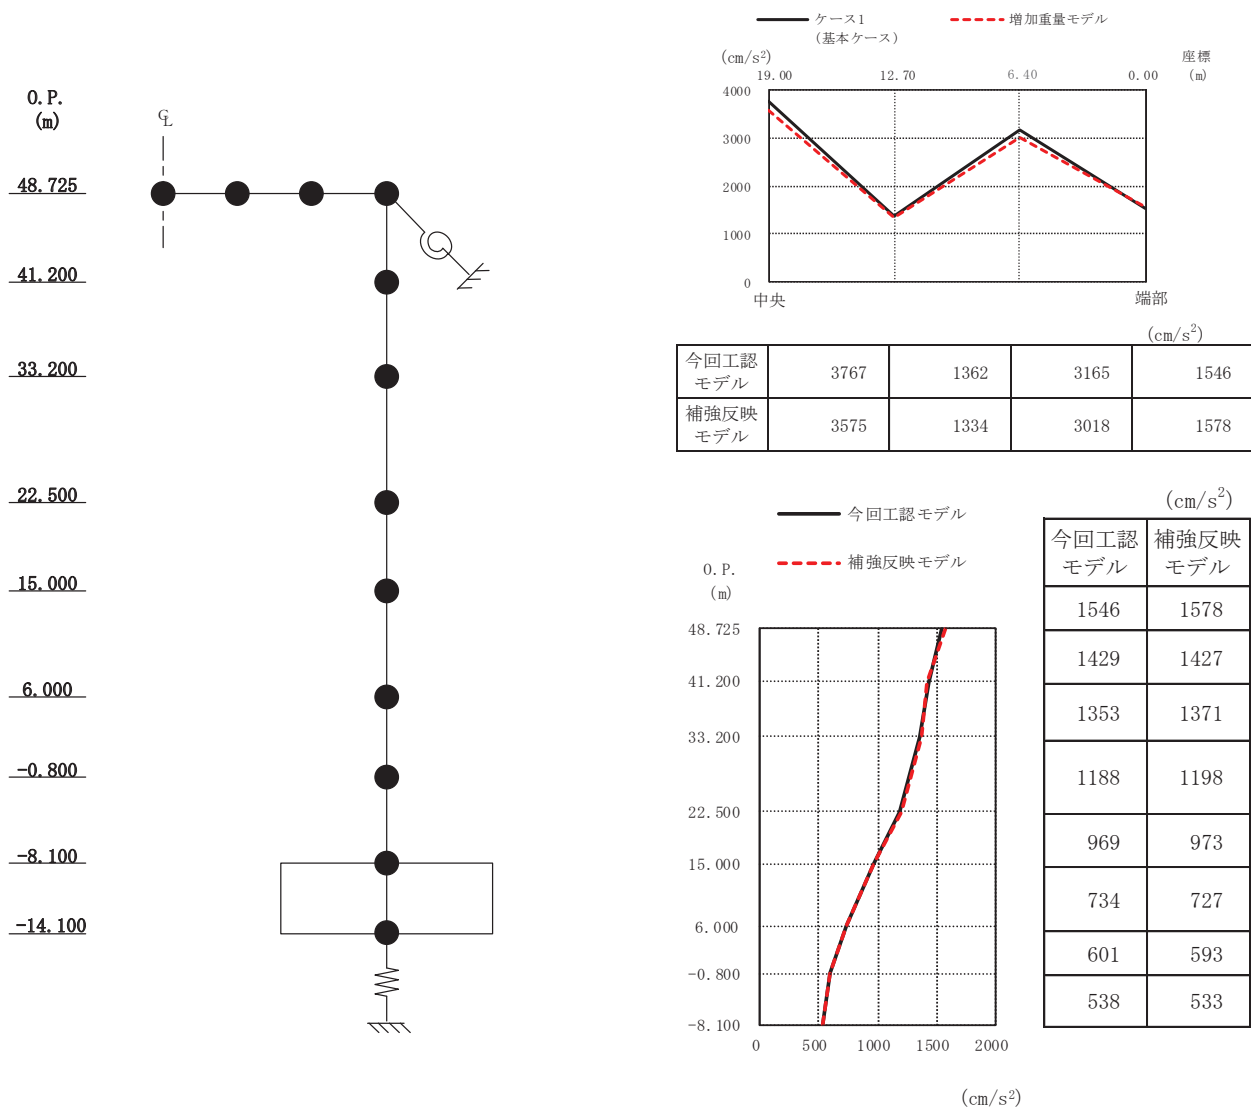 O.P.
(m)
℄
48.725
41.200
33.200
22.500
15.000
6.000
-0.800
-8.100
-14.100
ケース1
(基本ケース)
増加重量モデル
(cm/s²)
座標
(m)
19.00 12.70 6.40 0.00
4000
3000
2000
1000
0
中央 端部
(cm/s²)
今回工認
モデル 3767 1362 3165 1546
補強反映
モデル 3575 1334 3018 1578
今回工認モデル
補強反映モデル
O.P.
(m)
48.725
41.200
33.200
22.500
15.000
6.000
-0.800
-8.100
0 500 1000 1500 2000
(cm/s²)
(cm/s²)
今回工認 補強反映
モデル モデル
1546 1578
1429 1427
1353 1371
1188 1198
969 973
734 727
601 593
538 533